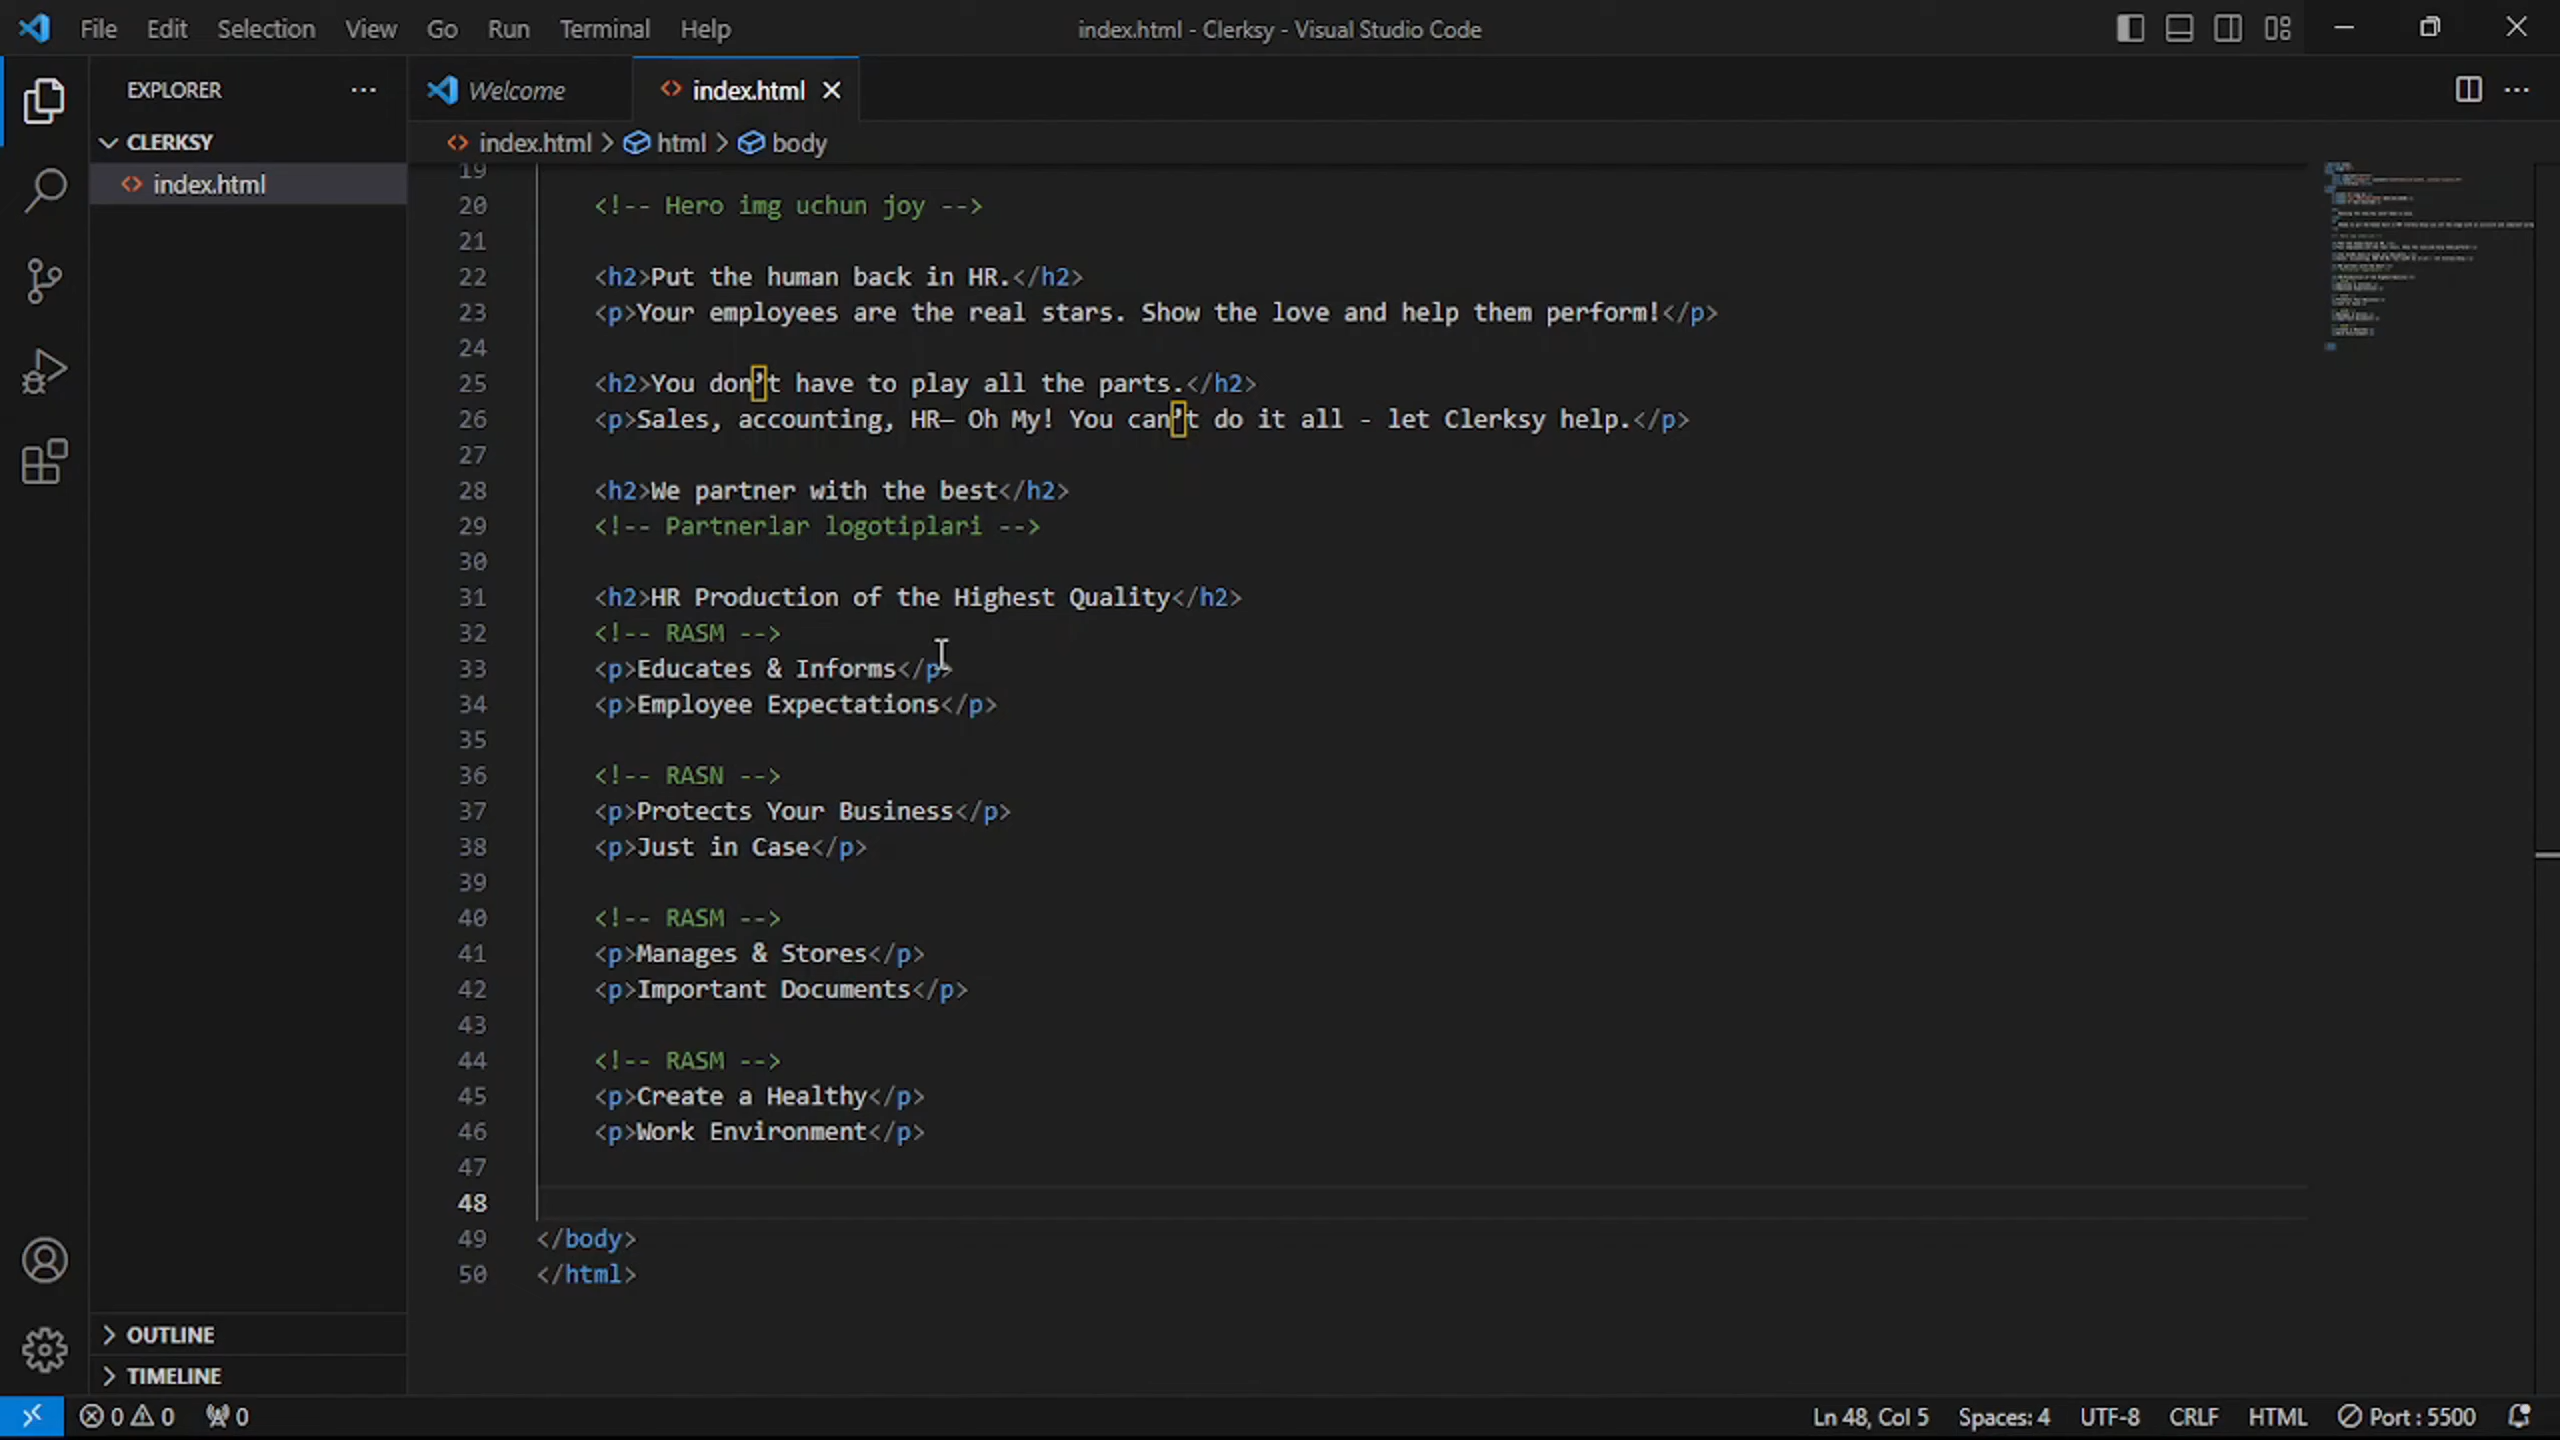 File Edit Selection View Go Run Terminal Help
index.html - Clerksy - Visual Studio Code
EXPLORER
Welcome
index.html
CLERKSY
index.html
index.html > html > body
19
20 <!-- Hero img uchun joy -->
21
22 <h2>Put the human back in HR.</h2>
23 <p>Your employees are the real stars. Show the love and help them perform!</p>
24
25 <h2>You don’t have to play all the parts.</h2>
26 <p>Sales, accounting, HR— Oh My! You can’t do it all - let Clerksy help.</p>
27
28 <h2>We partner with the best</h2>
29 <!-- Partnerlar logotiplari -->
30
31 <h2>HR Production of the Highest Quality</h2>
32 <!-- RASM -->
33 <p>Educates & Informs</p>
34 <p>Employee Expectations</p>
35
36 <!-- RASN -->
37 <p>Protects Your Business</p>
38 <p>Just in Case</p>
39
40 <!-- RASM -->
41 <p>Manages & Stores</p>
42 <p>Important Documents</p>
43
44 <!-- RASM -->
45 <p>Create a Healthy</p>
46 <p>Work Environment</p>
47
48
49 </body>
50 </html>
OUTLINE
TIMELINE
0 0 0
Ln 48, Col 5 Spaces: 4 UTF-8 CRLF HTML Port : 5500